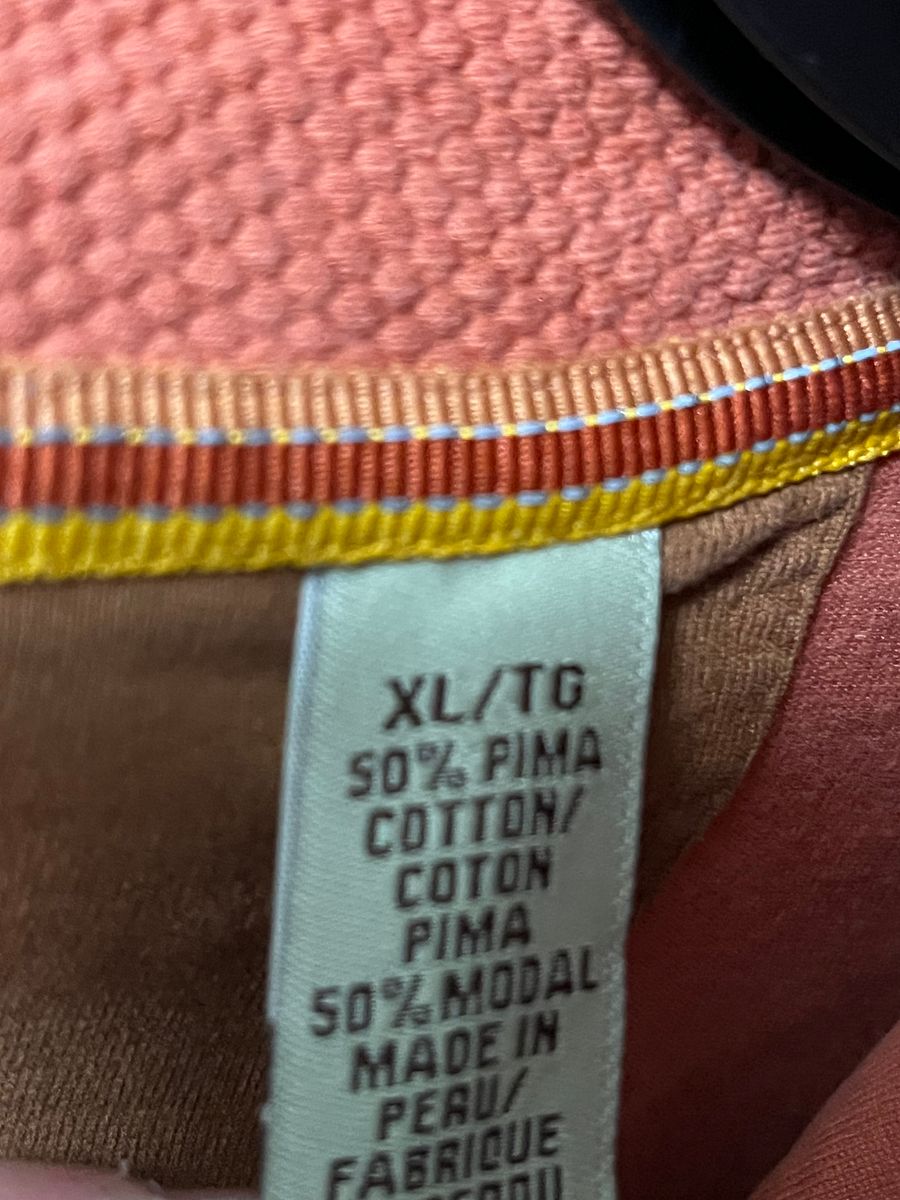 XL/TG
50% PIMA
COTTON/
COTON
PIMA
50% MODAL
MADE IN
PERU/
FABRIQUE